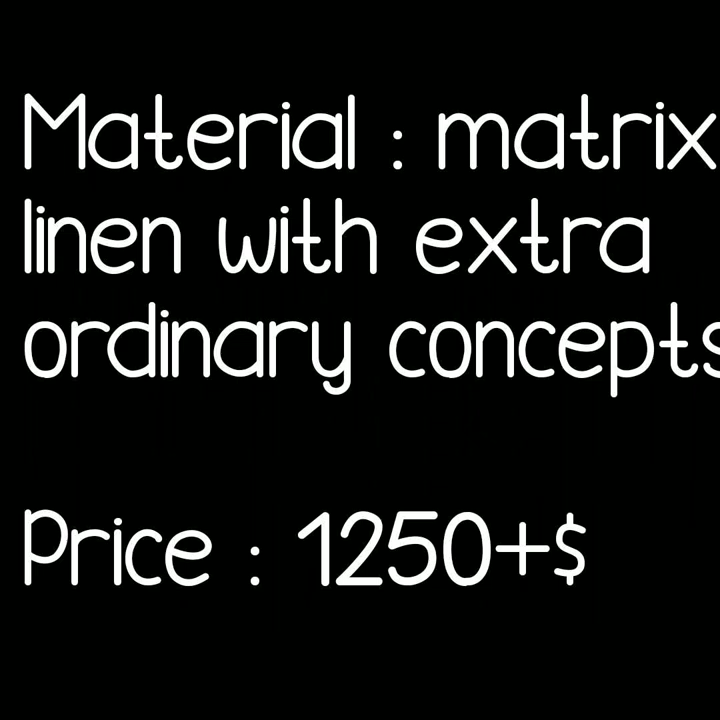 Material : matrix
linen with extra
ordinary concepts
Price : 1250+$